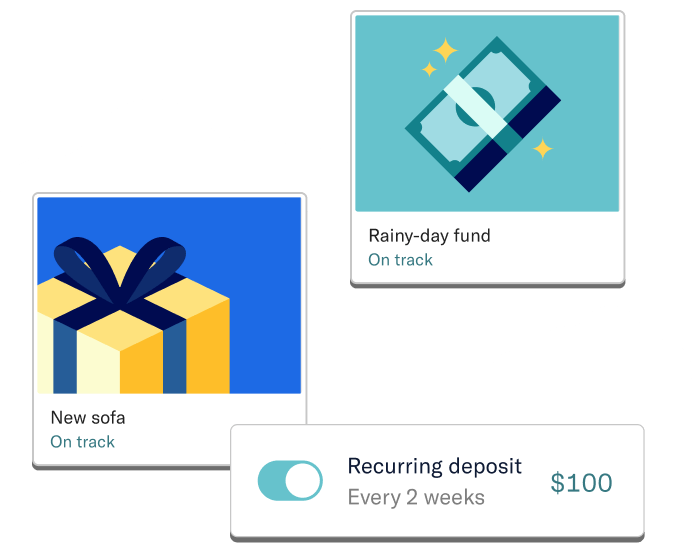 Rainy-day fund
On track
New sofa
On track
Recurring deposit
Every 2 weeks
$100